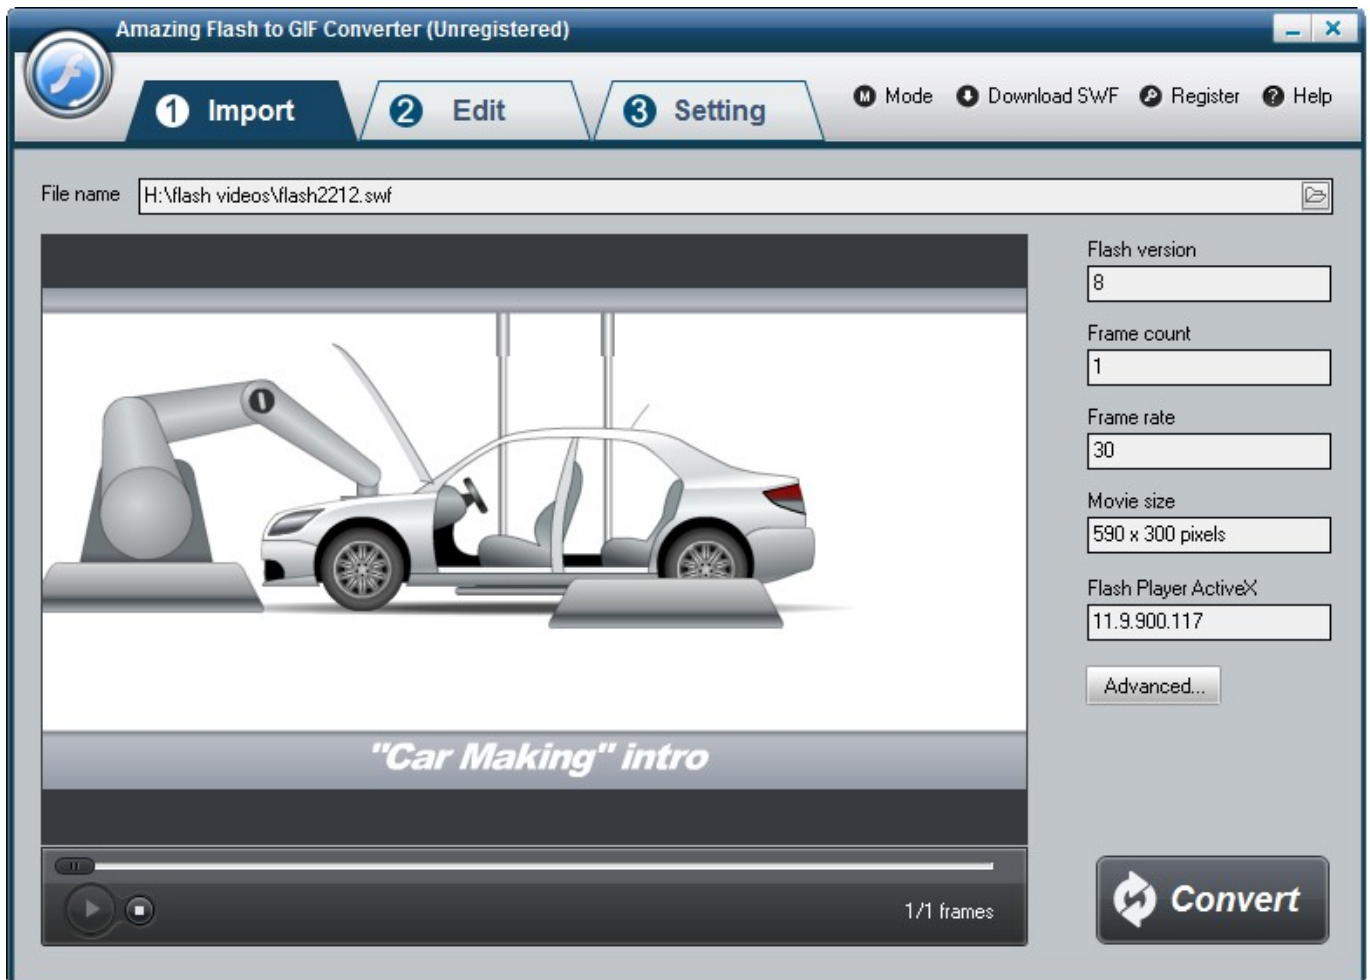 Amazing Flash to GIF Converter (Unregistered)
1 Import
2 Edit
3 Setting
M Mode
Download SWF
Register
? Help
File name
H:\flash videos\flash2212.swf
Flash version
8
Frame count
1
Frame rate
30
Movie size
590 x 300 pixels
Flash Player ActiveX
11.9.900.117
Advanced...
"Car Making" intro
1/1 frames
Convert